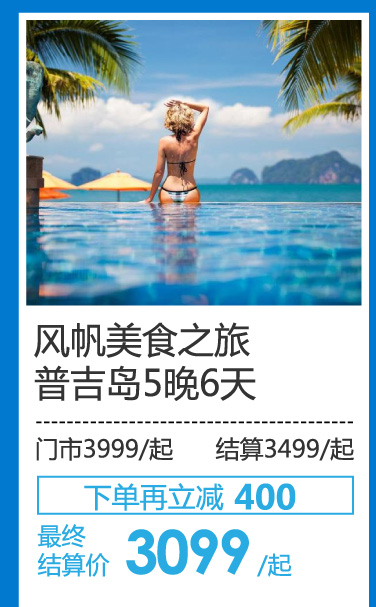 风帆美食之旅
普吉岛5晚6天
门市3999/起 结算3499/起
下单再立减 400
最终
结算价 3099 /起